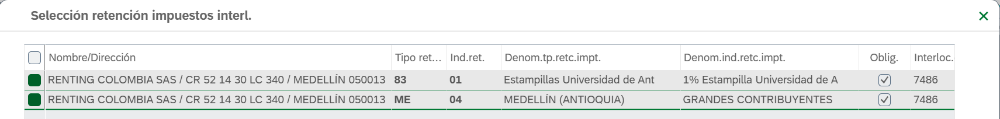 Selección retención impuestos interl.
Nombre/Dirección Tipo ret... Ind.ret. Denom.tp.retc.impt. Denom.ind.retc.impt. Oblig. Interloc.
RENTING COLOMBIA SAS / CR 52 14 30 LC 340 / MEDELLÍN 050013 83 01 Estampillas Universidad de Ant 1% Estampilla Universidad de A 7486
RENTING COLOMBIA SAS / CR 52 14 30 LC 340 / MEDELLÍN 050013 ME 04 MEDELLÍN (ANTIOQUIA) GRANDES CONTRIBUYENTES 7486